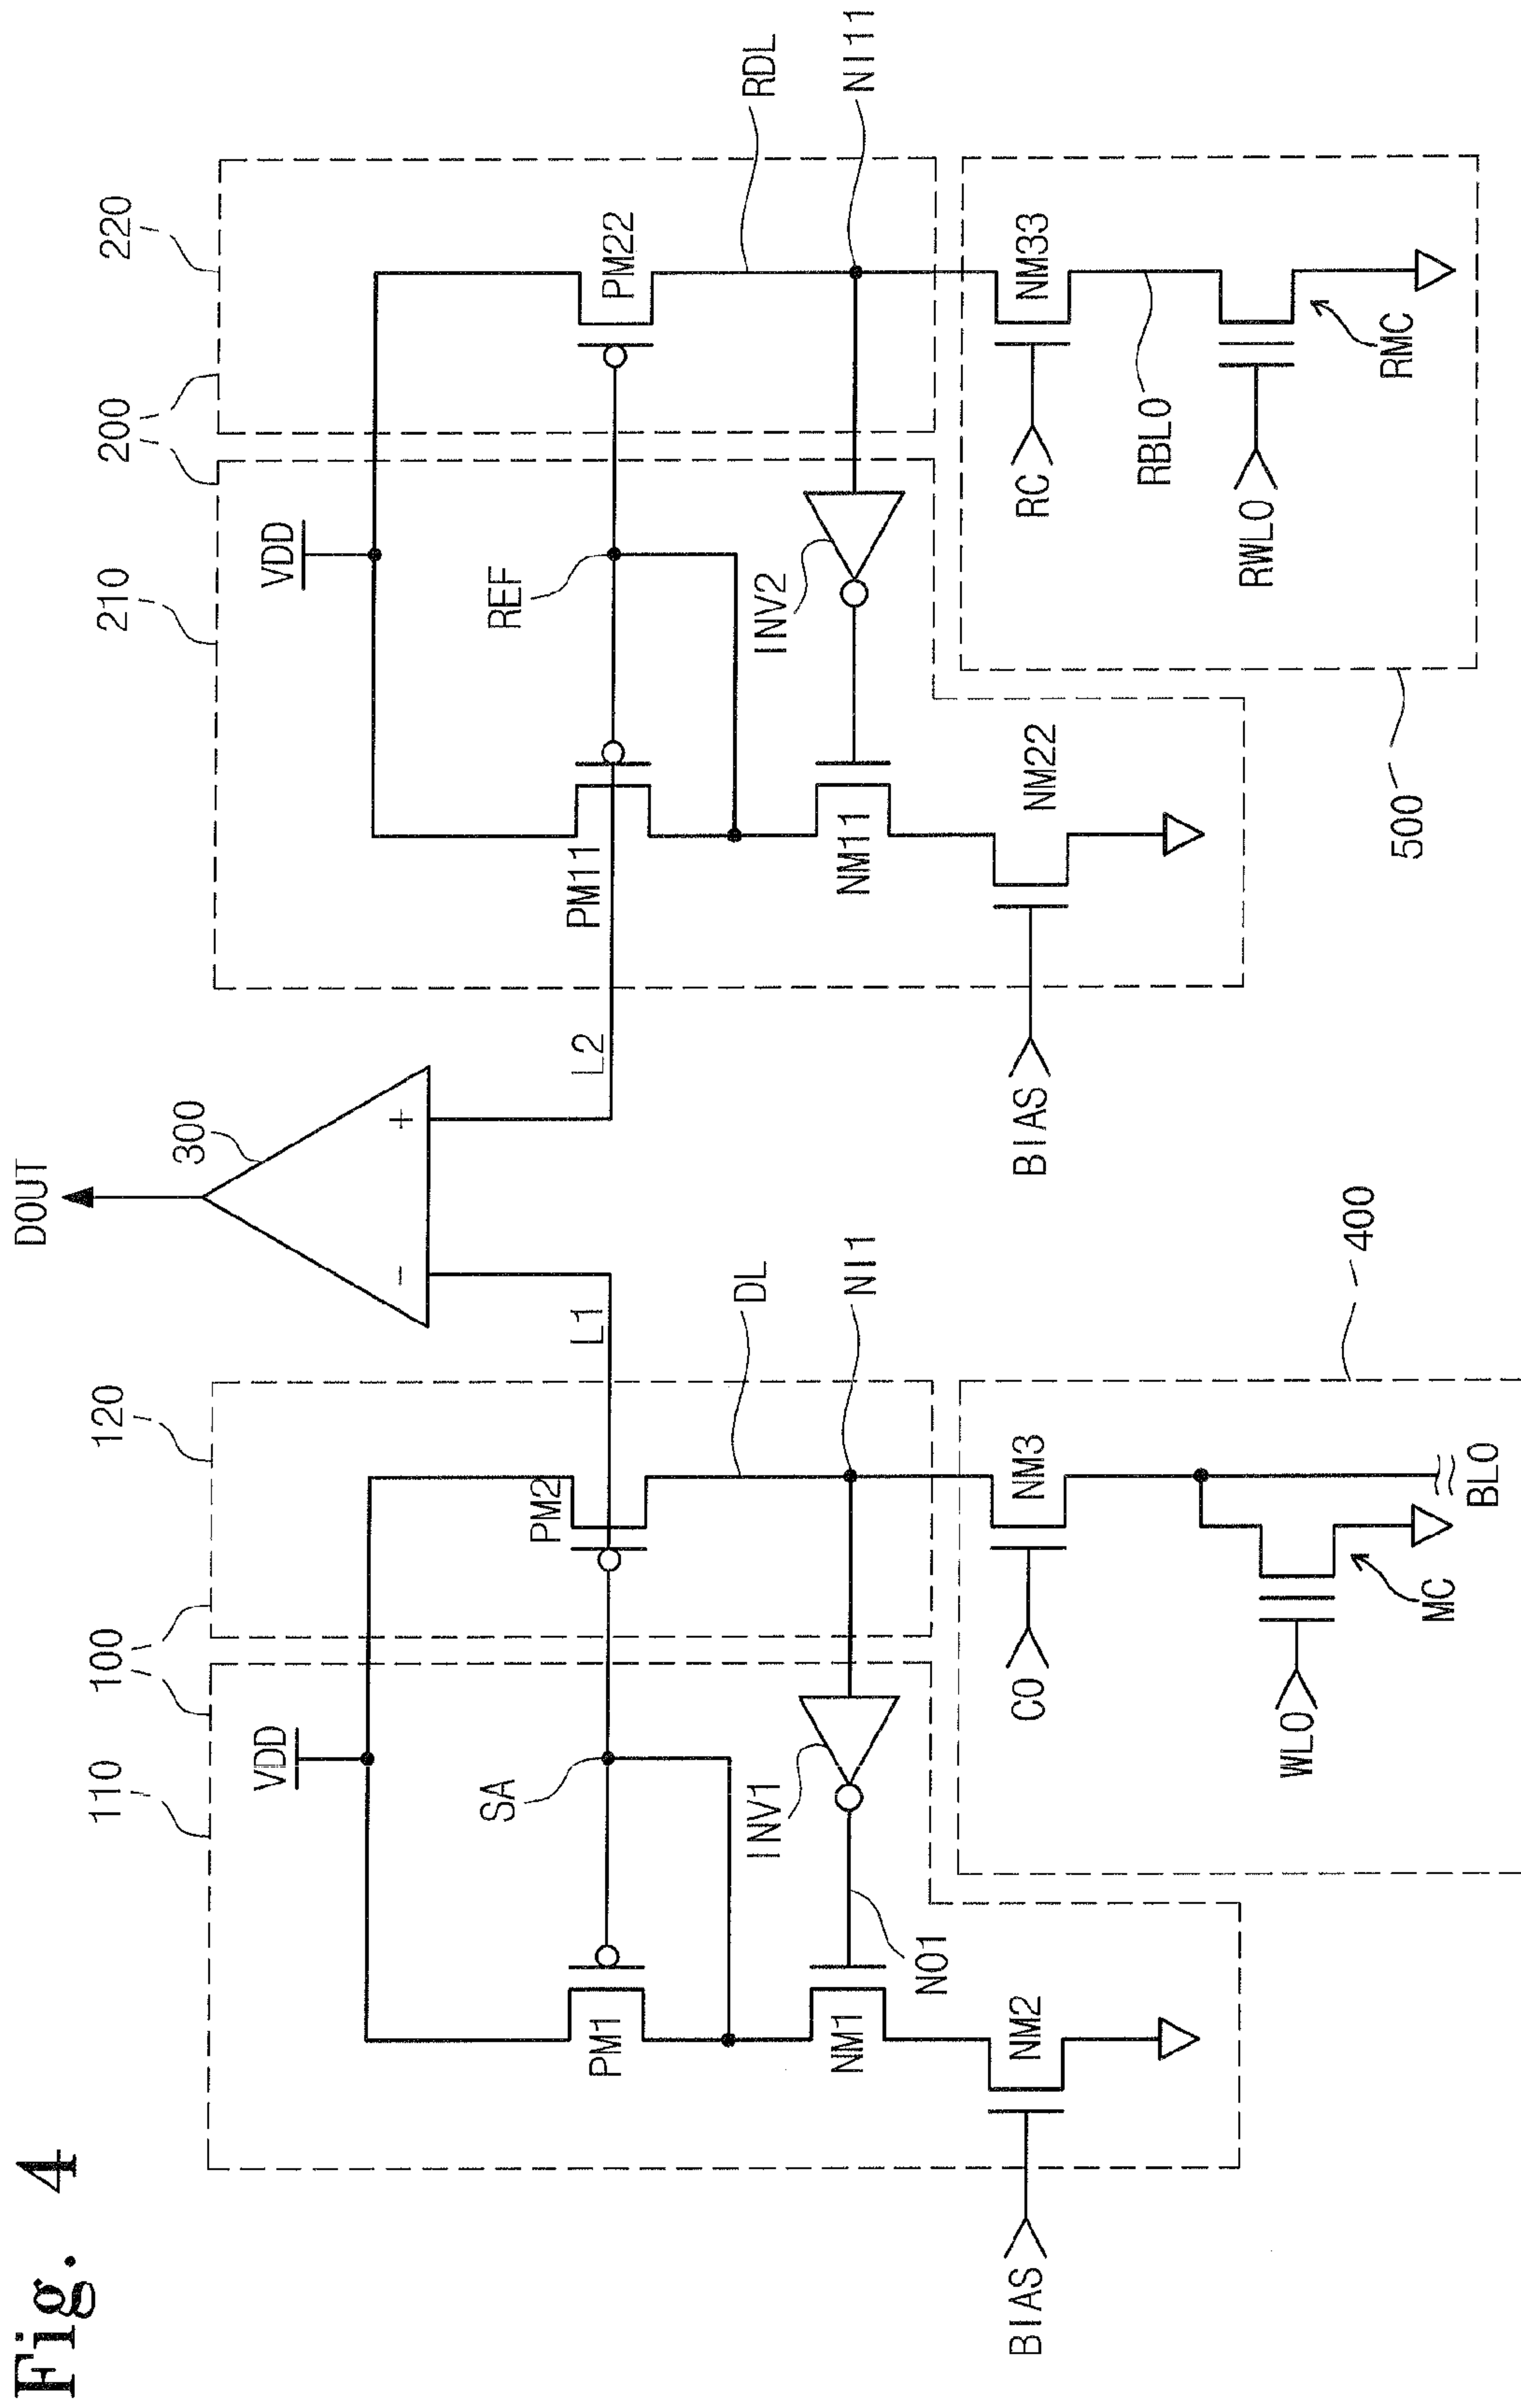 Fig. 4
DOUT
300
100
200
110
120
210
220
VDD
VDD
SA
PM2
REF
PM22
PM1
L1
L2
PM11
DL
RDL
INV1
INV2
NM1
NI1
NM11
NI11
NO1
NM2
NM3
NM22
NM33
BIAS
C0
BIAS
RC
RBL0
WL0
RWL0
MC
RMC
BL0
400
500